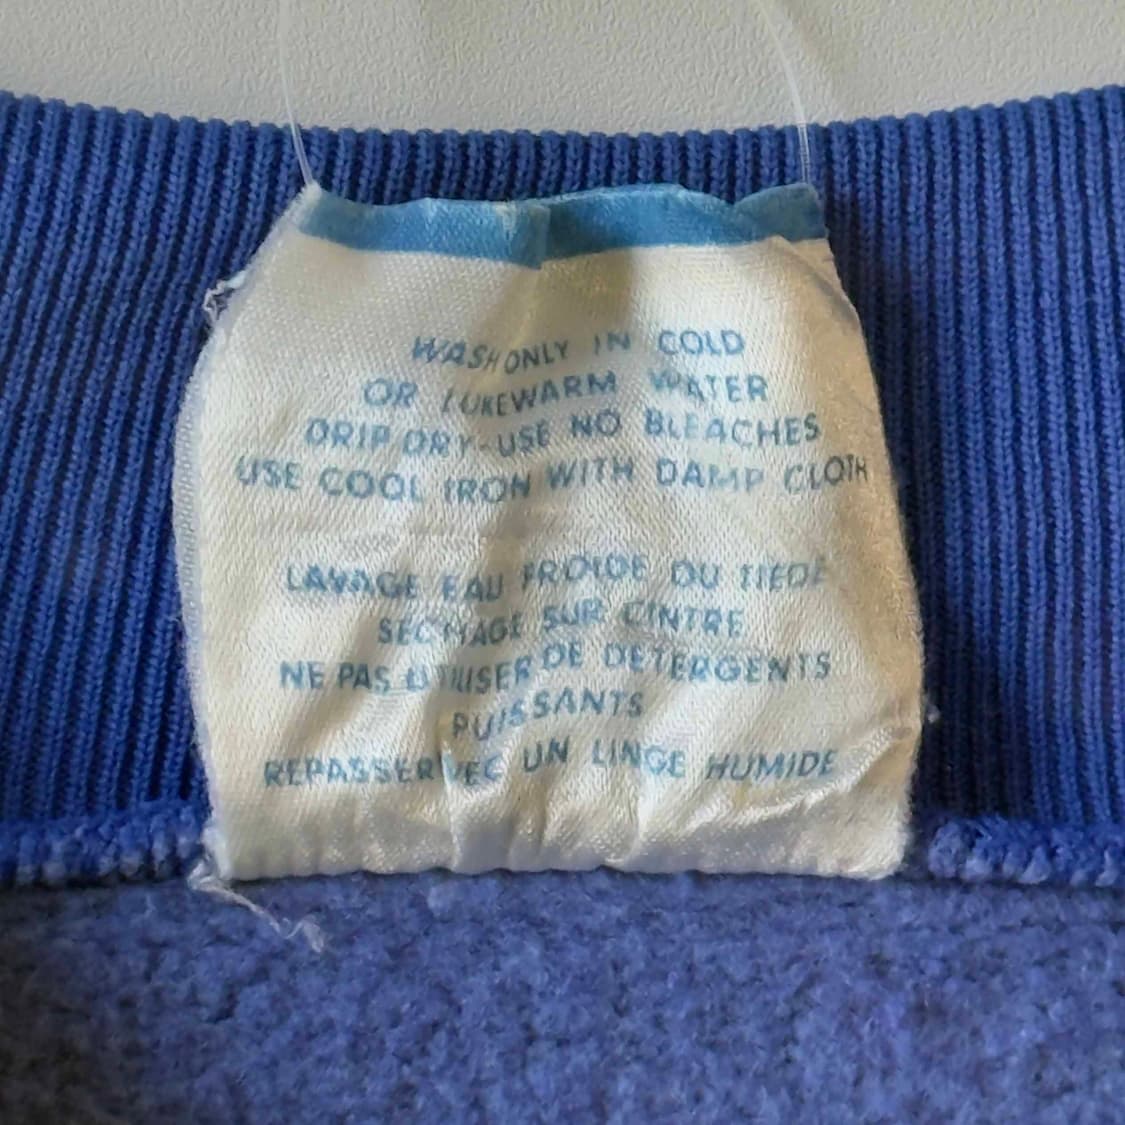 WASH ONLY IN COLD
OR LUKEWARM WATER
DRIP DRY-USE NO BLEACHES
USE COOL IRON WITH DAMP CLOTH
LAVAGE EAU FROIDE OU TIEDE
SECHAGE SUR CINTRE
NE PAS UTILISER DE DETERGENTS
PUISSANTS
REPASSER AVEC UN LINGE HUMIDE